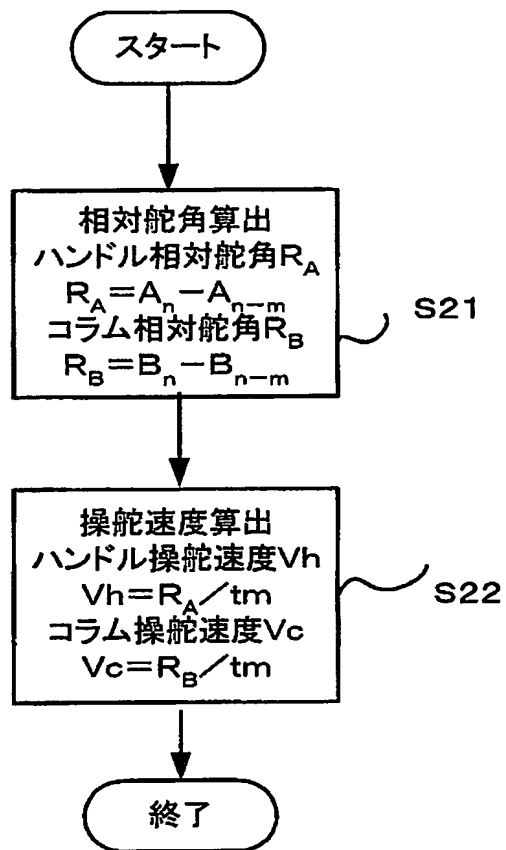 スタート
相対舵角算出
ハンドル相対舵角R_A
R_A＝A_n－A_{n-m}
コラム相対舵角R_B
R_B＝B_n－B_{n-m}
S21
操舵速度算出
ハンドル操舵速度Vh
Vh＝R_A／tm
コラム操舵速度Vc
Vc＝R_B／tm
S22
終了